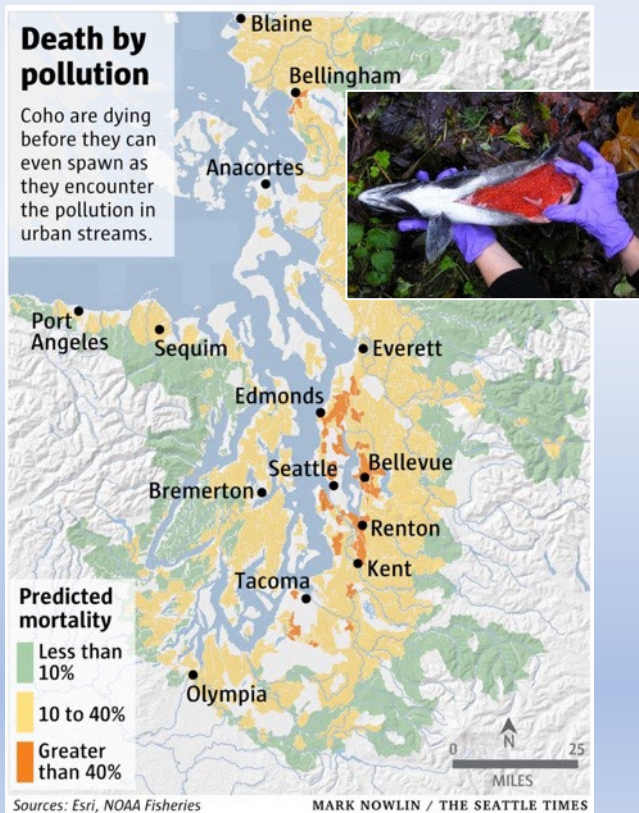 Death by
pollution
Coho are dying
before they can
even spawn as
they encounter
the pollution in
urban streams.
Blaine
Bellingham
Anacortes
Port
Angeles
Sequim
Everett
Edmonds
Seattle
Bellevue
Bremerton
Renton
Kent
Tacoma
Olympia
Predicted
mortality
Less than
10%
10 to 40%
Greater
than 40%
N
0 25
MILES
Sources: Esri, NOAA Fisheries
MARK NOWLIN / THE SEATTLE TIMES